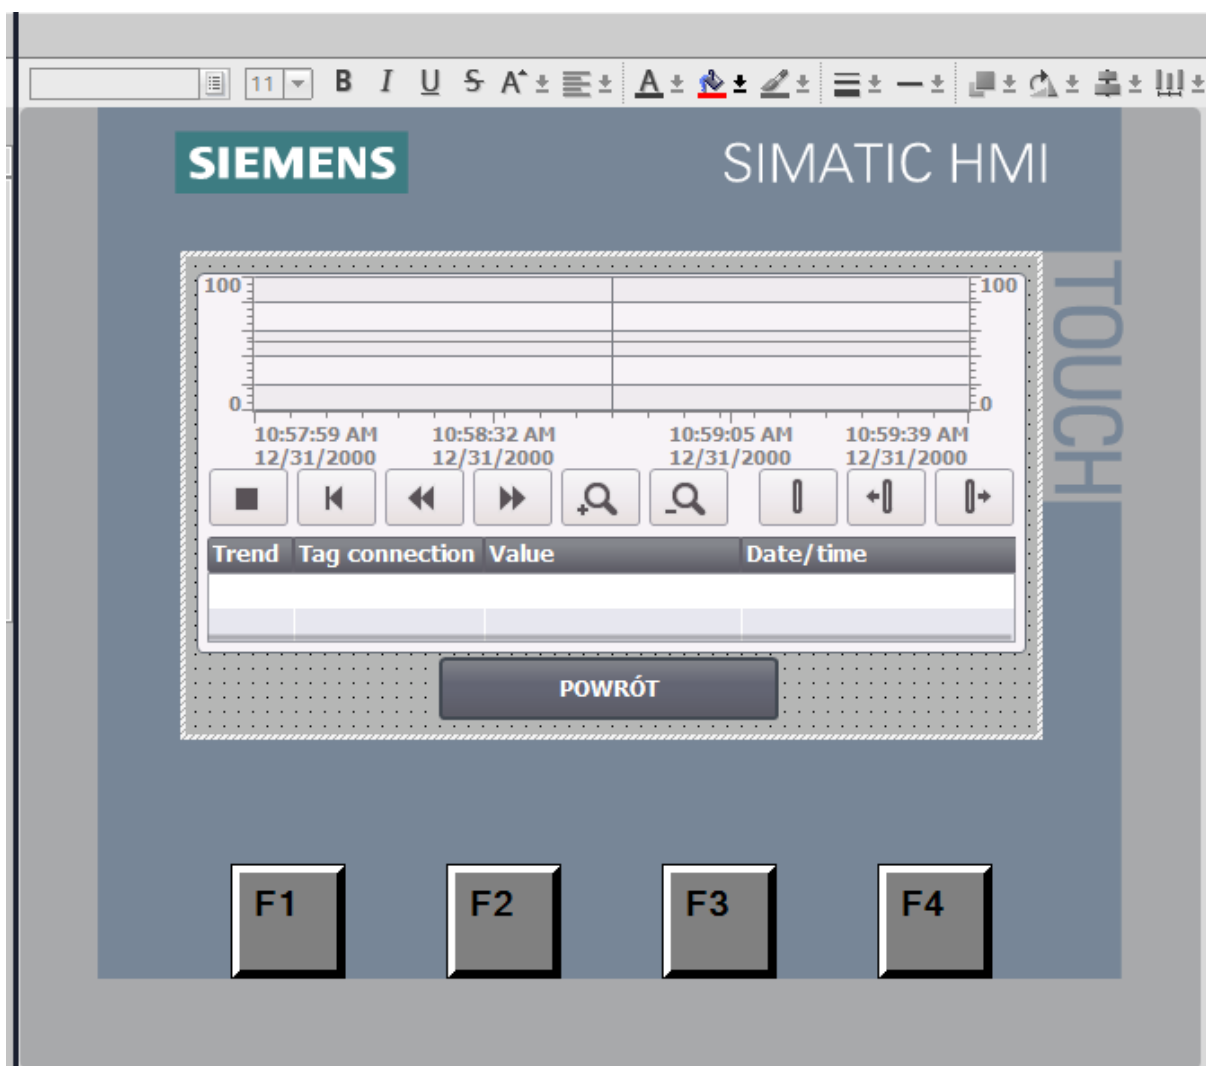 11 B I U S A A
SIEMENS SIMATIC HMI
TOUCH
100 100
0 0
10:57:59 AM 10:58:32 AM 10:59:05 AM 10:59:39 AM
12/31/2000 12/31/2000 12/31/2000 12/31/2000
Trend Tag connection Value Date/time
POWRÓT
F1 F2 F3 F4